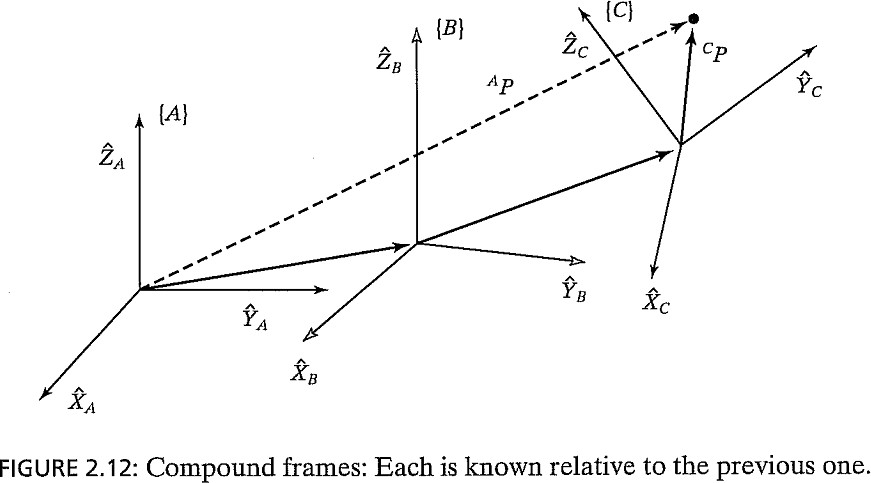 {C}
{B}
Ẑ_C
^C P
Ẑ_B
Ŷ_C
^A P
{A}
Ẑ_A
Ŷ_B
X̂_C
Ŷ_A
X̂_B
X̂_A
FIGURE 2.12: Compound frames: Each is known relative to the previous one.